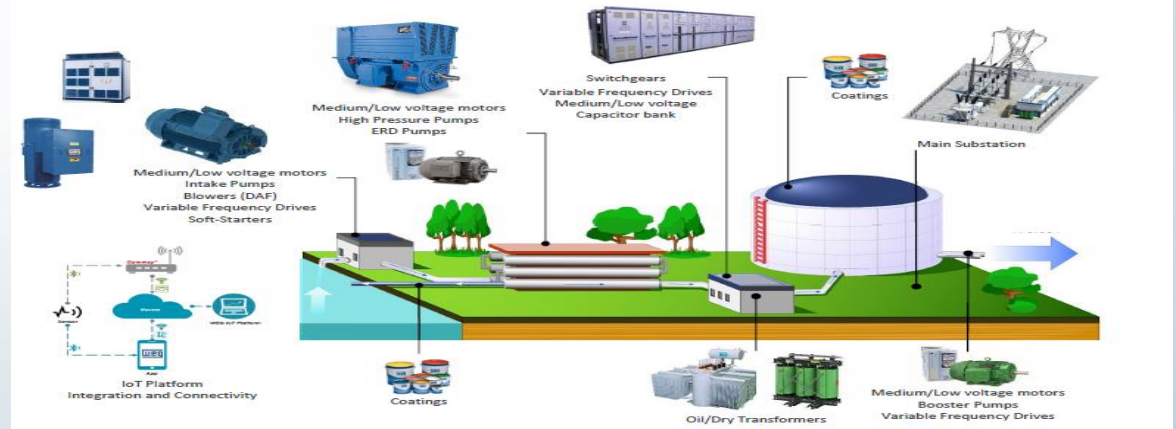 Switchgears
Variable Frequency Drives
Medium/Low voltage
Capacitor bank
Coatings
Main Substation
Medium/Low voltage motors
High Pressure Pumps
ERD Pumps
Medium/Low voltage motors
Intake Pumps
Blowers (DAF)
Variable Frequency Drives
Soft-Starters
Gateway
App
IoT Platform
Integration and Connectivity
Coatings
Oil/Dry Transformers
Medium/Low voltage motors
Booster Pumps
Variable Frequency Drives